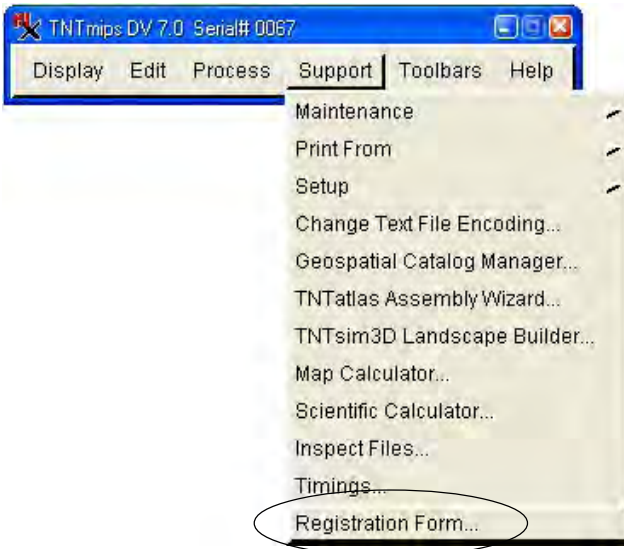 TNTmips DV 7.0 Serial# 0067
Display Edit Process Support Toolbars Help
Maintenance
Print From
Setup
Change Text File Encoding...
Geospatial Catalog Manager...
TNTatlas Assembly Wizard...
TNTsim3D Landscape Builder...
Map Calculator...
Scientific Calculator...
Inspect Files...
Timings...
Registration Form...